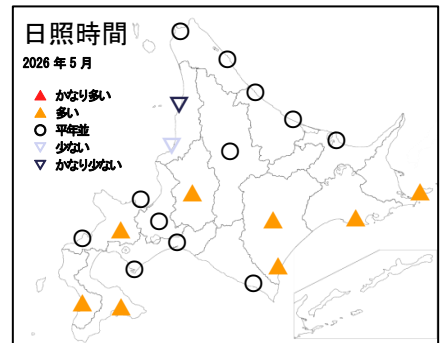 日照時間
2026 年 5 月
かなり多い
多い
平年並
少ない
かなり少ない